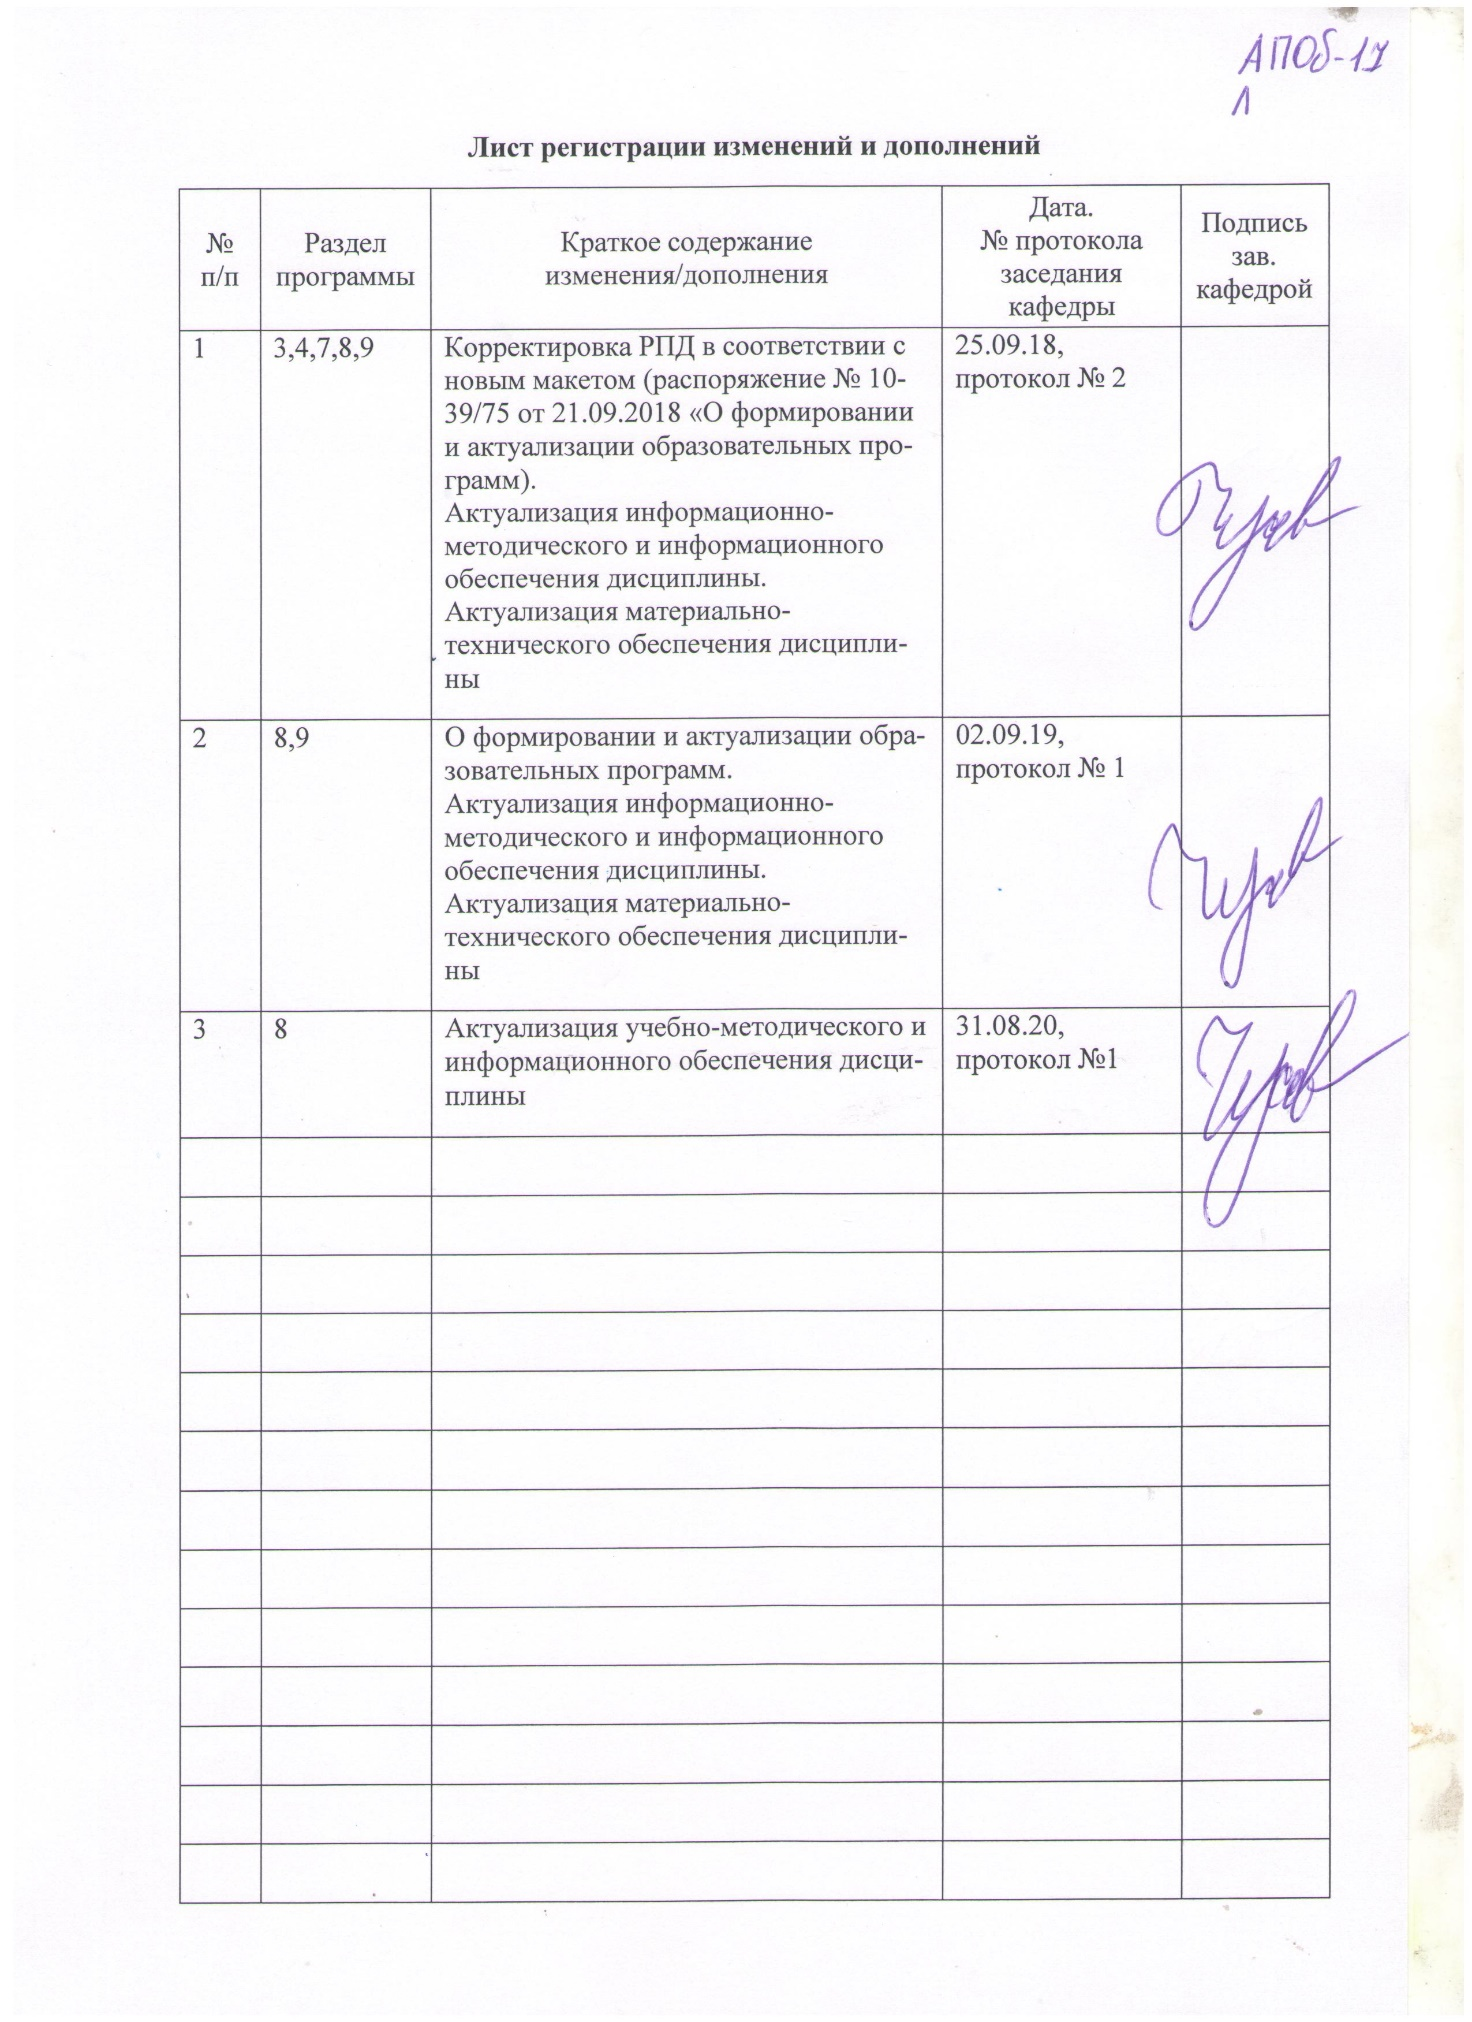 АПОб-17
Л
Лист регистрации изменений и дополнений
№
п/п
Раздел
программы
Краткое содержание
изменения/дополнения
Дата.
№ протокола
заседания
кафедры
Подпись
зав.
кафедрой
1
3,4,7,8,9
Корректировка РПД в соответствии с
новым макетом (распоряжение № 10-
39/75 от 21.09.2018 «О формировании
и актуализации образовательных про-
грамм).
Актуализация информационно-
методического и информационного
обеспечения дисциплины.
Актуализация материально-
технического обеспечения дисципли-
ны
25.09.18,
протокол № 2
2
8,9
О формировании и актуализации обра-
зовательных программ.
Актуализация информационно-
методического и информационного
обеспечения дисциплины.
Актуализация материально-
технического обеспечения дисципли-
ны
02.09.19,
протокол № 1
3
8
Актуализация учебно-методического и
информационного обеспечения дисци-
плины
31.08.20,
протокол №1